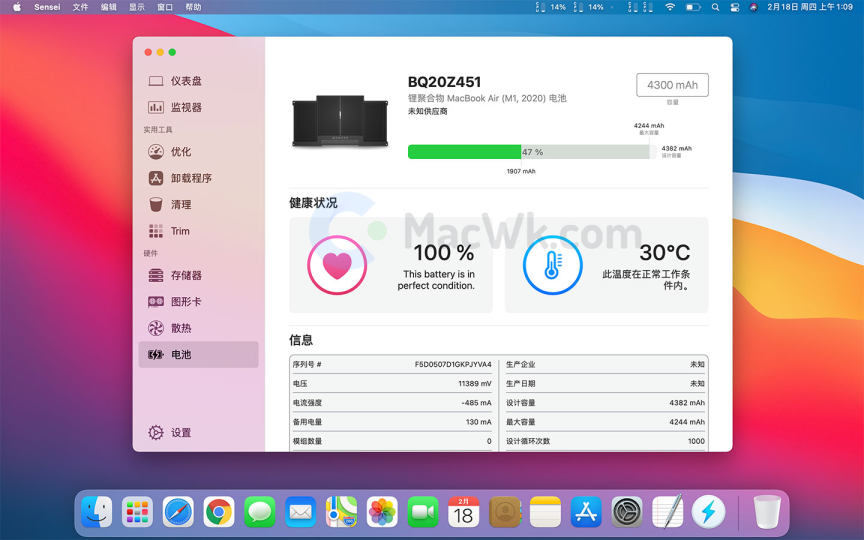 Sensei 文件 编辑 显示 窗口 帮助 14% 14% 2月18日 周四 上午1:09
仪表盘
监视器
实用工具
优化
卸载程序
清理
Trim
硬件
存储器
图形卡
散热
电池
设置
BQ20Z451
锂聚合物 MacBook Air (M1, 2020) 电池
未知供应商
4300 mAh
容量
4244 mAh
最大容量
47 %
4382 mAh
设计容量
1907 mAh
健康状况
MacWk.com
100 %
This battery is in
perfect condition.
30°C
此温度在正常工作条
件内。
信息
序列号 # F5D0507D1GKPJYVA4 生产企业 未知
电压 11389 mV 生产日期 未知
电流强度 -485 mA 设计容量 4382 mAh
备用电量 130 mA 最大容量 4244 mAh
模组数量 0 设计循环次数 1000
2月
18